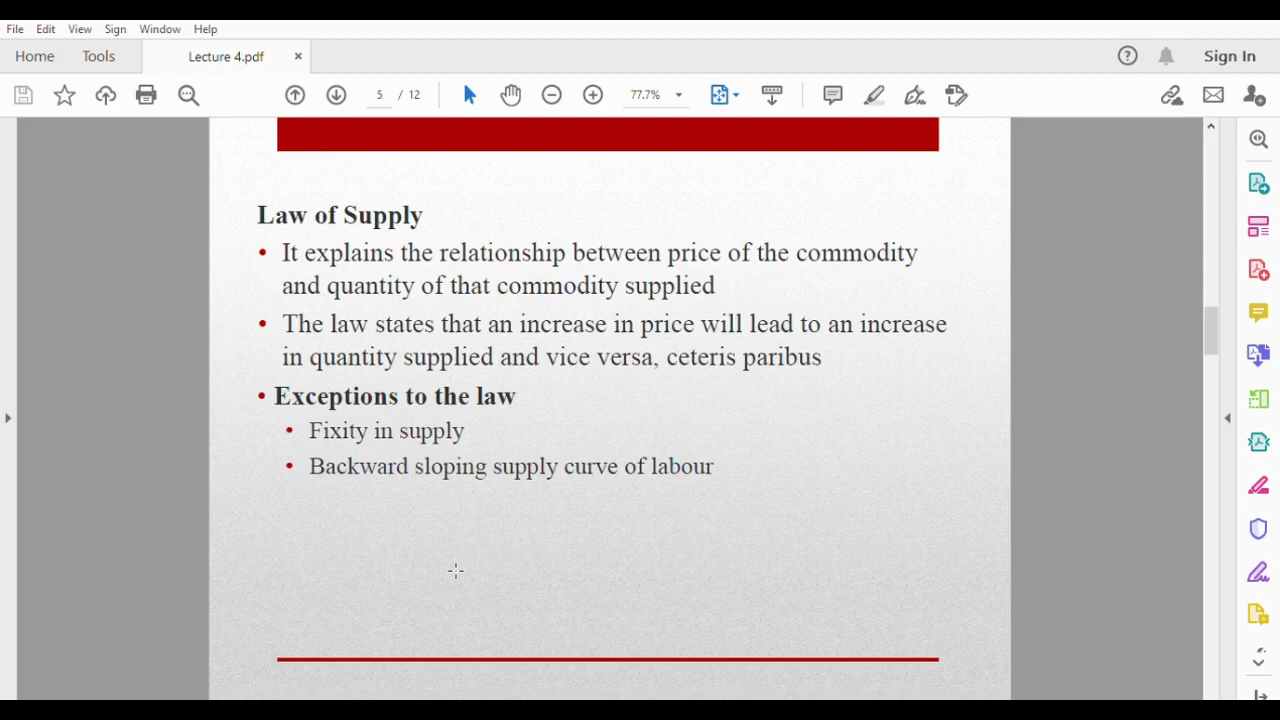 File Edit View Sign Window Help
Home Tools Lecture 4.pdf × Sign In
5 / 12 77.7%
Law of Supply
• It explains the relationship between price of the commodity
and quantity of that commodity supplied
• The law states that an increase in price will lead to an increase
in quantity supplied and vice versa, ceteris paribus
• Exceptions to the law
• Fixity in supply
• Backward sloping supply curve of labour